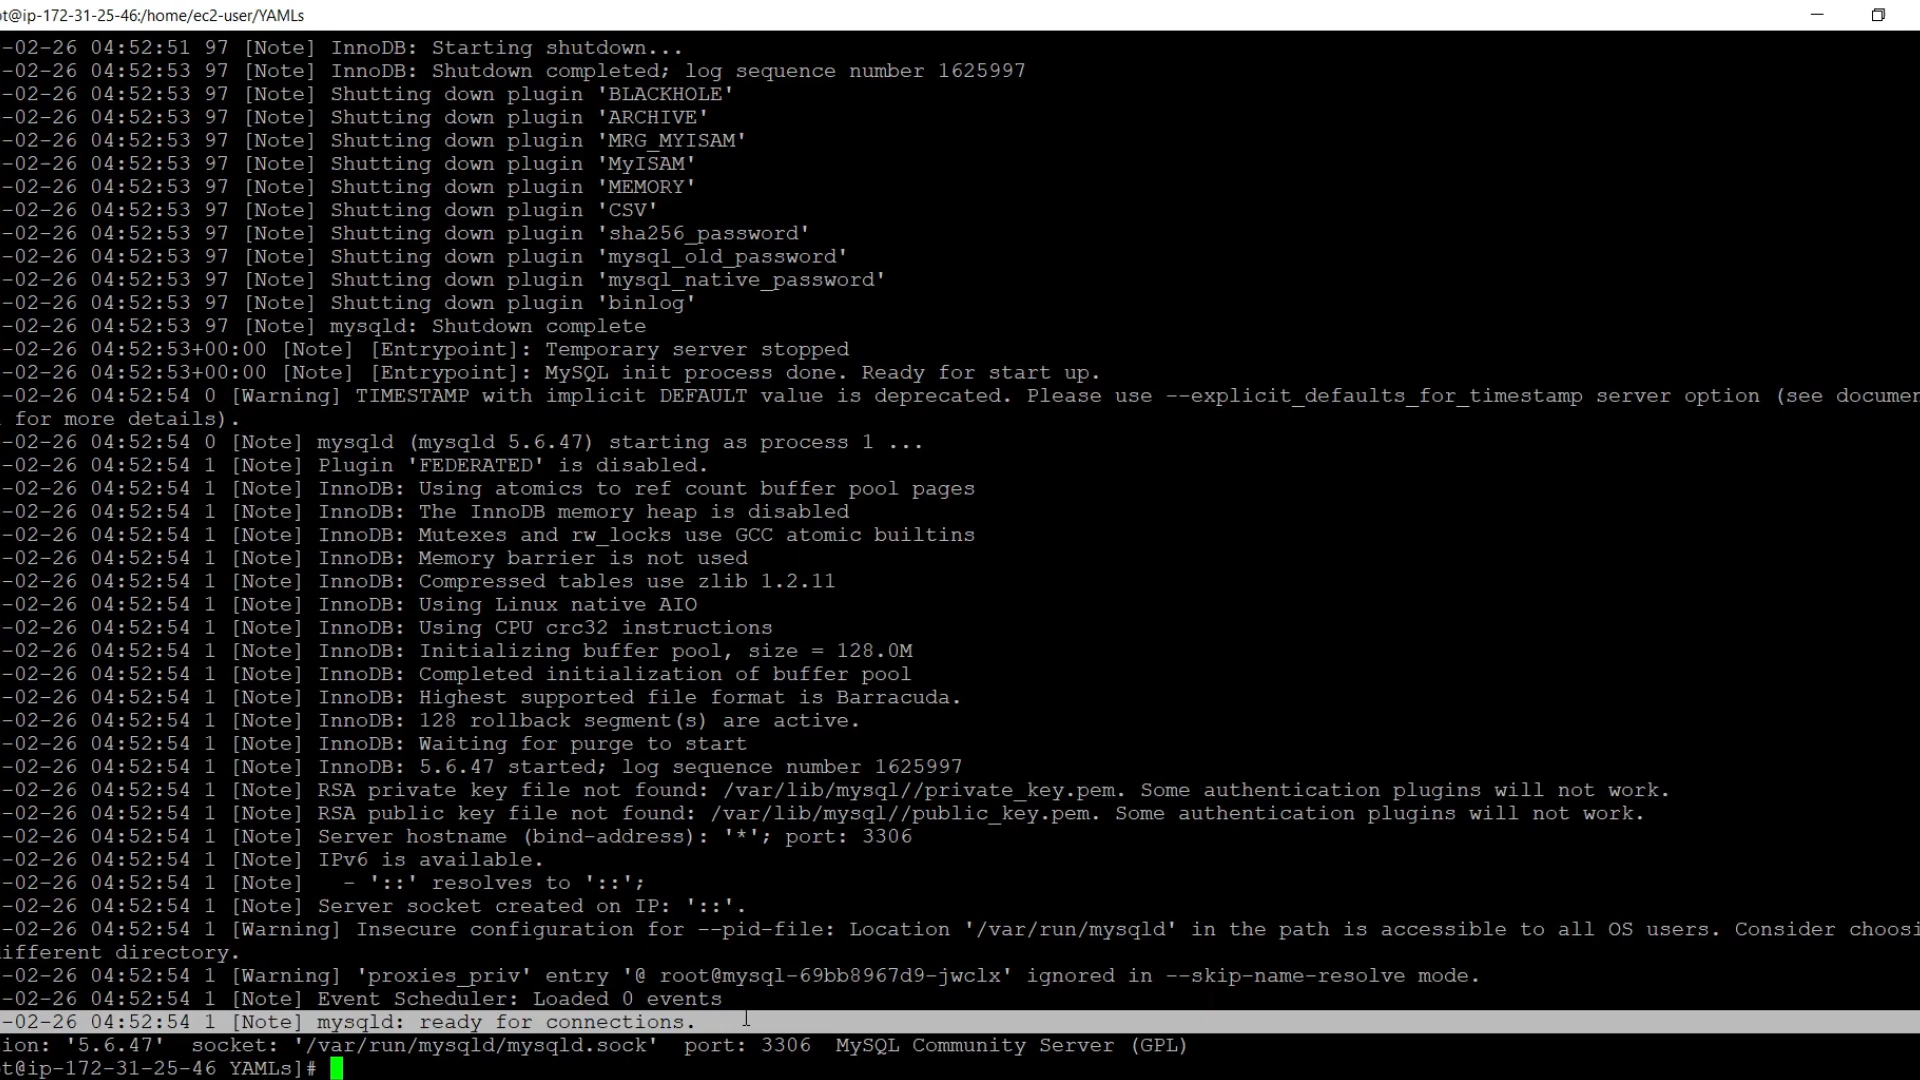 t@ip-172-31-25-46:/home/ec2-user/YAMLs
-02-26 04:52:51 97 [Note] InnoDB: Starting shutdown...
-02-26 04:52:53 97 [Note] InnoDB: Shutdown completed; log sequence number 1625997
-02-26 04:52:53 97 [Note] Shutting down plugin 'BLACKHOLE'
-02-26 04:52:53 97 [Note] Shutting down plugin 'ARCHIVE'
-02-26 04:52:53 97 [Note] Shutting down plugin 'MRG_MYISAM'
-02-26 04:52:53 97 [Note] Shutting down plugin 'MyISAM'
-02-26 04:52:53 97 [Note] Shutting down plugin 'MEMORY'
-02-26 04:52:53 97 [Note] Shutting down plugin 'CSV'
-02-26 04:52:53 97 [Note] Shutting down plugin 'sha256_password'
-02-26 04:52:53 97 [Note] Shutting down plugin 'mysql_old_password'
-02-26 04:52:53 97 [Note] Shutting down plugin 'mysql_native_password'
-02-26 04:52:53 97 [Note] Shutting down plugin 'binlog'
-02-26 04:52:53 97 [Note] mysqld: Shutdown complete
-02-26 04:52:53+00:00 [Note] [Entrypoint]: Temporary server stopped
-02-26 04:52:53+00:00 [Note] [Entrypoint]: MySQL init process done. Ready for start up.
-02-26 04:52:54 0 [Warning] TIMESTAMP with implicit DEFAULT value is deprecated. Please use --explicit_defaults_for_timestamp server option (see documen
for more details).
-02-26 04:52:54 0 [Note] mysqld (mysqld 5.6.47) starting as process 1 ...
-02-26 04:52:54 1 [Note] Plugin 'FEDERATED' is disabled.
-02-26 04:52:54 1 [Note] InnoDB: Using atomics to ref count buffer pool pages
-02-26 04:52:54 1 [Note] InnoDB: The InnoDB memory heap is disabled
-02-26 04:52:54 1 [Note] InnoDB: Mutexes and rw_locks use GCC atomic builtins
-02-26 04:52:54 1 [Note] InnoDB: Memory barrier is not used
-02-26 04:52:54 1 [Note] InnoDB: Compressed tables use zlib 1.2.11
-02-26 04:52:54 1 [Note] InnoDB: Using Linux native AIO
-02-26 04:52:54 1 [Note] InnoDB: Using CPU crc32 instructions
-02-26 04:52:54 1 [Note] InnoDB: Initializing buffer pool, size = 128.0M
-02-26 04:52:54 1 [Note] InnoDB: Completed initialization of buffer pool
-02-26 04:52:54 1 [Note] InnoDB: Highest supported file format is Barracuda.
-02-26 04:52:54 1 [Note] InnoDB: 128 rollback segment(s) are active.
-02-26 04:52:54 1 [Note] InnoDB: Waiting for purge to start
-02-26 04:52:54 1 [Note] InnoDB: 5.6.47 started; log sequence number 1625997
-02-26 04:52:54 1 [Note] RSA private key file not found: /var/lib/mysql//private_key.pem. Some authentication plugins will not work.
-02-26 04:52:54 1 [Note] RSA public key file not found: /var/lib/mysql//public_key.pem. Some authentication plugins will not work.
-02-26 04:52:54 1 [Note] Server hostname (bind-address): '*'; port: 3306
-02-26 04:52:54 1 [Note] IPv6 is available.
-02-26 04:52:54 1 [Note]   - '::' resolves to '::';
-02-26 04:52:54 1 [Note] Server socket created on IP: '::'.
-02-26 04:52:54 1 [Warning] Insecure configuration for --pid-file: Location '/var/run/mysqld' in the path is accessible to all OS users. Consider choosi
ifferent directory.
-02-26 04:52:54 1 [Warning] 'proxies_priv' entry '@ root@mysql-69bb8967d9-jwclx' ignored in --skip-name-resolve mode.
-02-26 04:52:54 1 [Note] Event Scheduler: Loaded 0 events
-02-26 04:52:54 1 [Note] mysqld: ready for connections.
ion: '5.6.47'  socket: '/var/run/mysqld/mysqld.sock'  port: 3306  MySQL Community Server (GPL)
t@ip-172-31-25-46 YAMLs]#